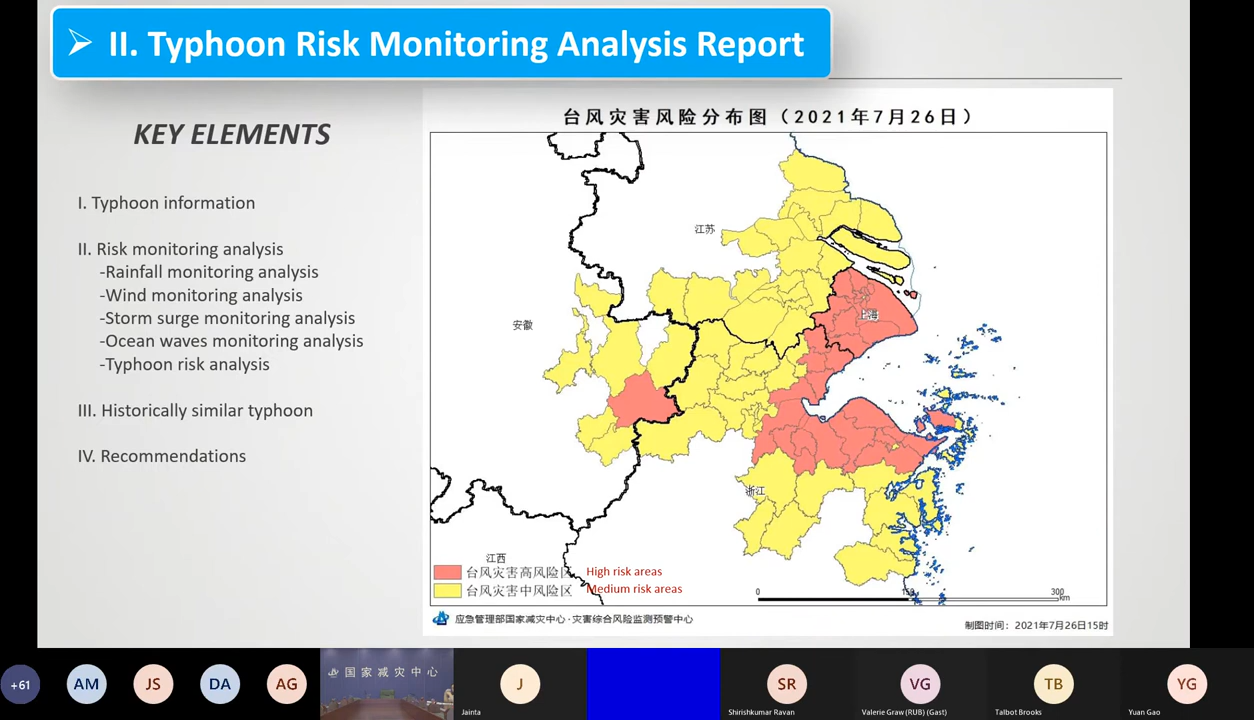 II. Typhoon Risk Monitoring Analysis Report
KEY ELEMENTS
I. Typhoon information
II. Risk monitoring analysis
-Rainfall monitoring analysis
-Wind monitoring analysis
-Storm surge monitoring analysis
-Ocean waves monitoring analysis
-Typhoon risk analysis
III. Historically similar typhoon
IV. Recommendations
台风灾害风险分布图（2021年7月26日）
江苏
安徽
上海
浙江
江西
台风灾害高风险区 High risk areas
台风灾害中风险区 Medium risk areas
0 150 300
km
应急管理部国家减灾中心·灾害综合风险监测预警中心
制图时间：2021年7月26日15时
+61
AM
JS
DA
AG
国家减灾中心
J
Jainta
SR
Shirishkumar Ravan
VG
Valerie Graw (RUB) (Gast)
TB
Talbot Brooks
YG
Yuan Gao